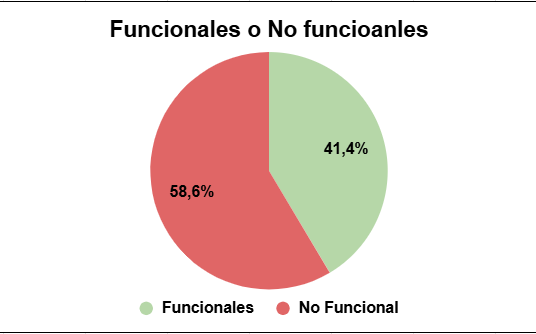 Funcionales o No funcioanles
41,4%
58,6%
Funcionales
No Funcional